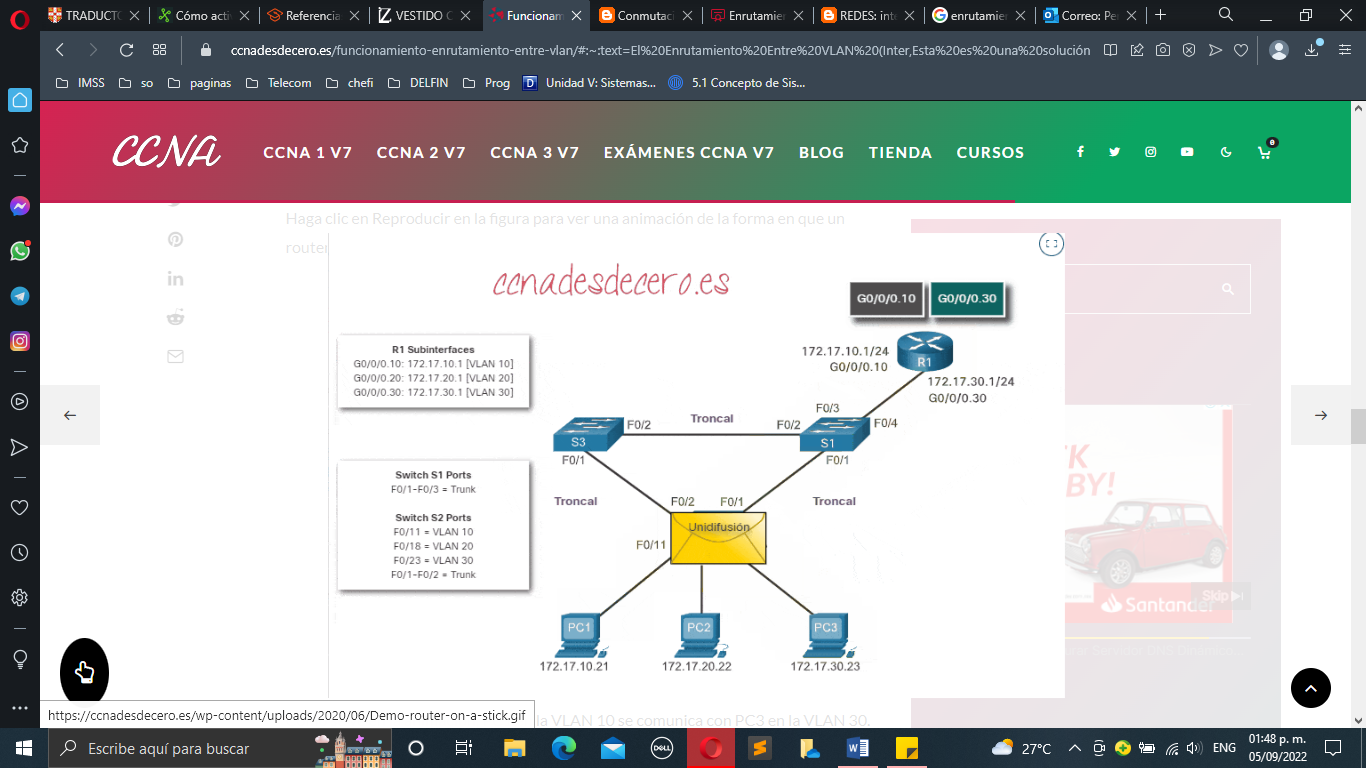 TRADUCTO
Cómo activ
Referencia
VESTIDO C
Funcionam
Conmutaci
Enrutamie
REDES: inte
enrutamier
Correo: Pe
ccnadesdecero.es/funcionamiento-enrutamiento-entre-vlan/#:~:text=El%20Enrutamiento%20Entre%20VLAN%20(Inter,Esta%20es%20una%20solución
IMSS so paginas Telecom chefi DELFIN Prog Unidad V: Sistemas... 5.1 Concepto de Sis...
CCNA
CCNA 1 V7 CCNA 2 V7 CCNA 3 V7 EXÁMENES CCNA V7 BLOG TIENDA CURSOS
0
Haga clic en Reproducir en la figura para ver una animación de la forma en que un
router
ccnadesdecero.es
G0/0/0.10 G0/0/0.30
R1 Subinterfaces
G0/0/0.10: 172.17.10.1 [VLAN 10]
G0/0/0.20: 172.17.20.1 [VLAN 20]
G0/0/0.30: 172.17.30.1 [VLAN 30]
172.17.10.1/24
G0/0/0.10
R1
172.17.30.1/24
G0/0/0.30
S3
F0/2
Troncal
F0/2
F0/3
S1
F0/4
F0/1
F0/1
Switch S1 Ports
F0/1-F0/3 = Trunk
Switch S2 Ports
F0/11 = VLAN 10
F0/18 = VLAN 20
F0/23 = VLAN 30
F0/1-F0/2 = Trunk
Troncal
F0/2
F0/1
Troncal
Unidifusión
F0/11
PC1
PC2
PC3
172.17.10.21
172.17.20.22
172.17.30.23
BY!
Skip
Santander
https://ccnadesdecero.es/wp-content/uploads/2020/06/Demo-router-on-a-stick.gif
la VLAN 10 se comunica con PC3 en la VLAN 30.
Escribe aquí para buscar
DELL
27°C
ENG
01:48 p. m.
05/09/2022